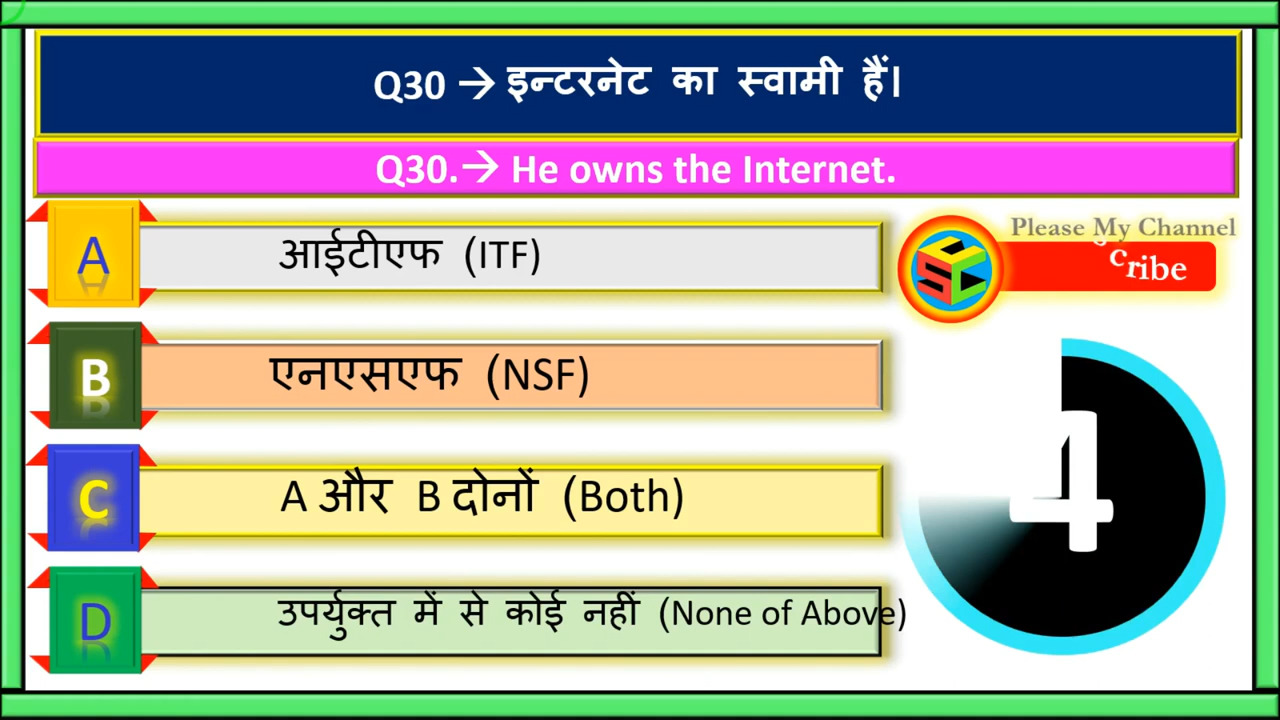 Q30 → इन्टरनेट का स्वामी हैं।
Q30.→ He owns the Internet.
A
आईटीएफ (ITF)
Please My Channel
cribe
SC
B
एनएसएफ (NSF)
4
C
A और B दोनों (Both)
D
उपर्युक्त में से कोई नहीं (None of Above)